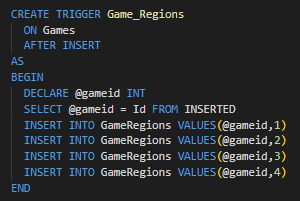 CREATE TRIGGER Game_Regions
  ON Games
  AFTER INSERT
AS
BEGIN
  DECLARE @gameid INT
  SELECT @gameid = Id FROM INSERTED
  INSERT INTO GameRegions VALUES(@gameid,1)
  INSERT INTO GameRegions VALUES(@gameid,2)
  INSERT INTO GameRegions VALUES(@gameid,3)
  INSERT INTO GameRegions VALUES(@gameid,4)
END